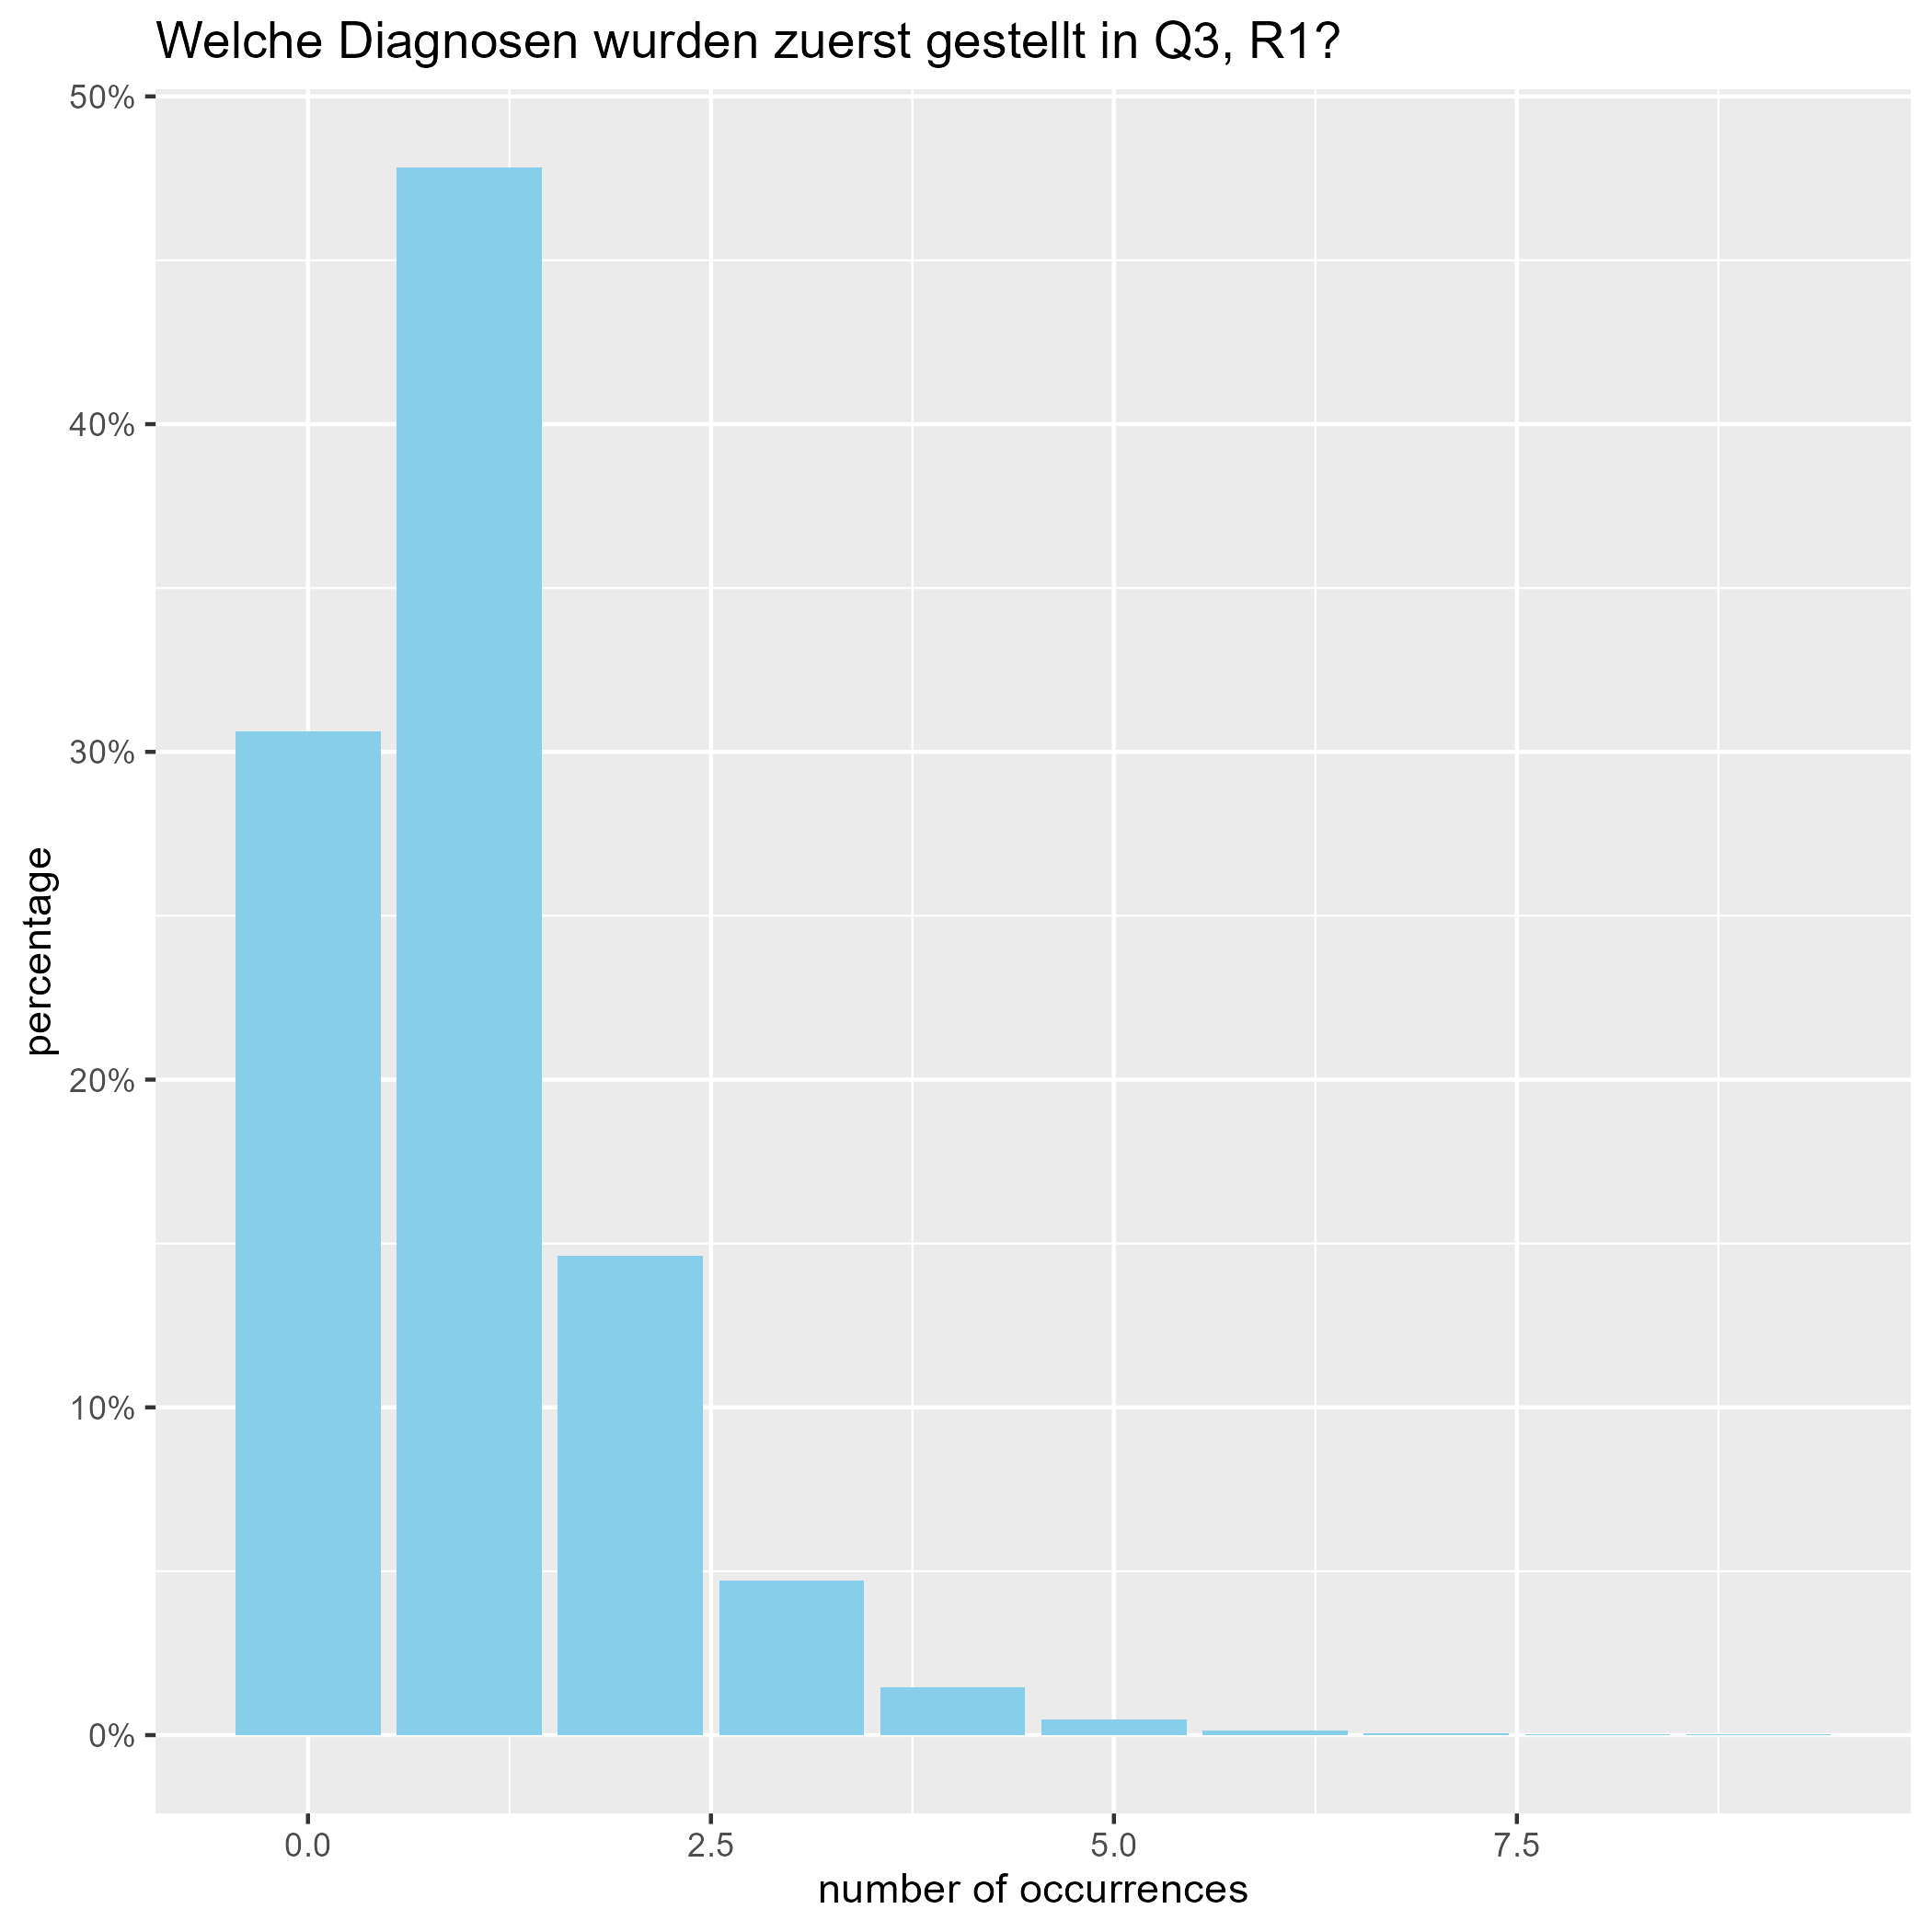 Welche Diagnosen wurden zuerst gestellt in Q3, R1?
50%
40%
30%
20%
10%
0%
percentage
0.0 2.5 5.0 7.5
number of occurrences